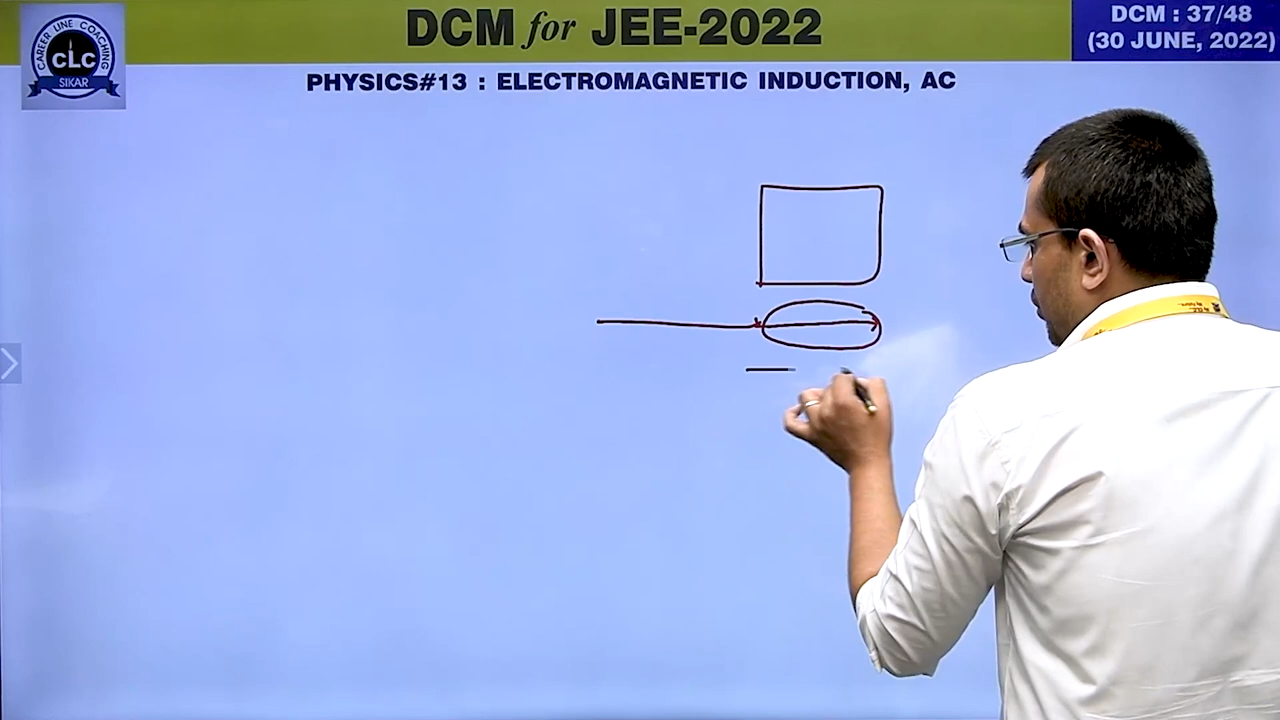 DCM for JEE-2022
DCM : 37/48
(30 JUNE, 2022)
CAREER LINE COACHING
CLC
SIKAR
PHYSICS#13 : ELECTROMAGNETIC INDUCTION, AC